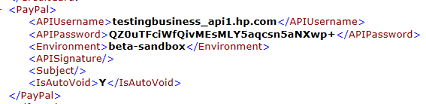 - <PayPal>
<APIUsername>testingbusiness_api1.hp.com</APIUsername>
<APIPassword>QZ0uTFciWfQivMEsMLY5aqcsn5aNXwp+</APIPassword>
<Environment>beta-sandbox</Environment>
<APISignature/>
<Subject/>
<IsAutoVoid>Y</IsAutoVoid>
</PayPal>